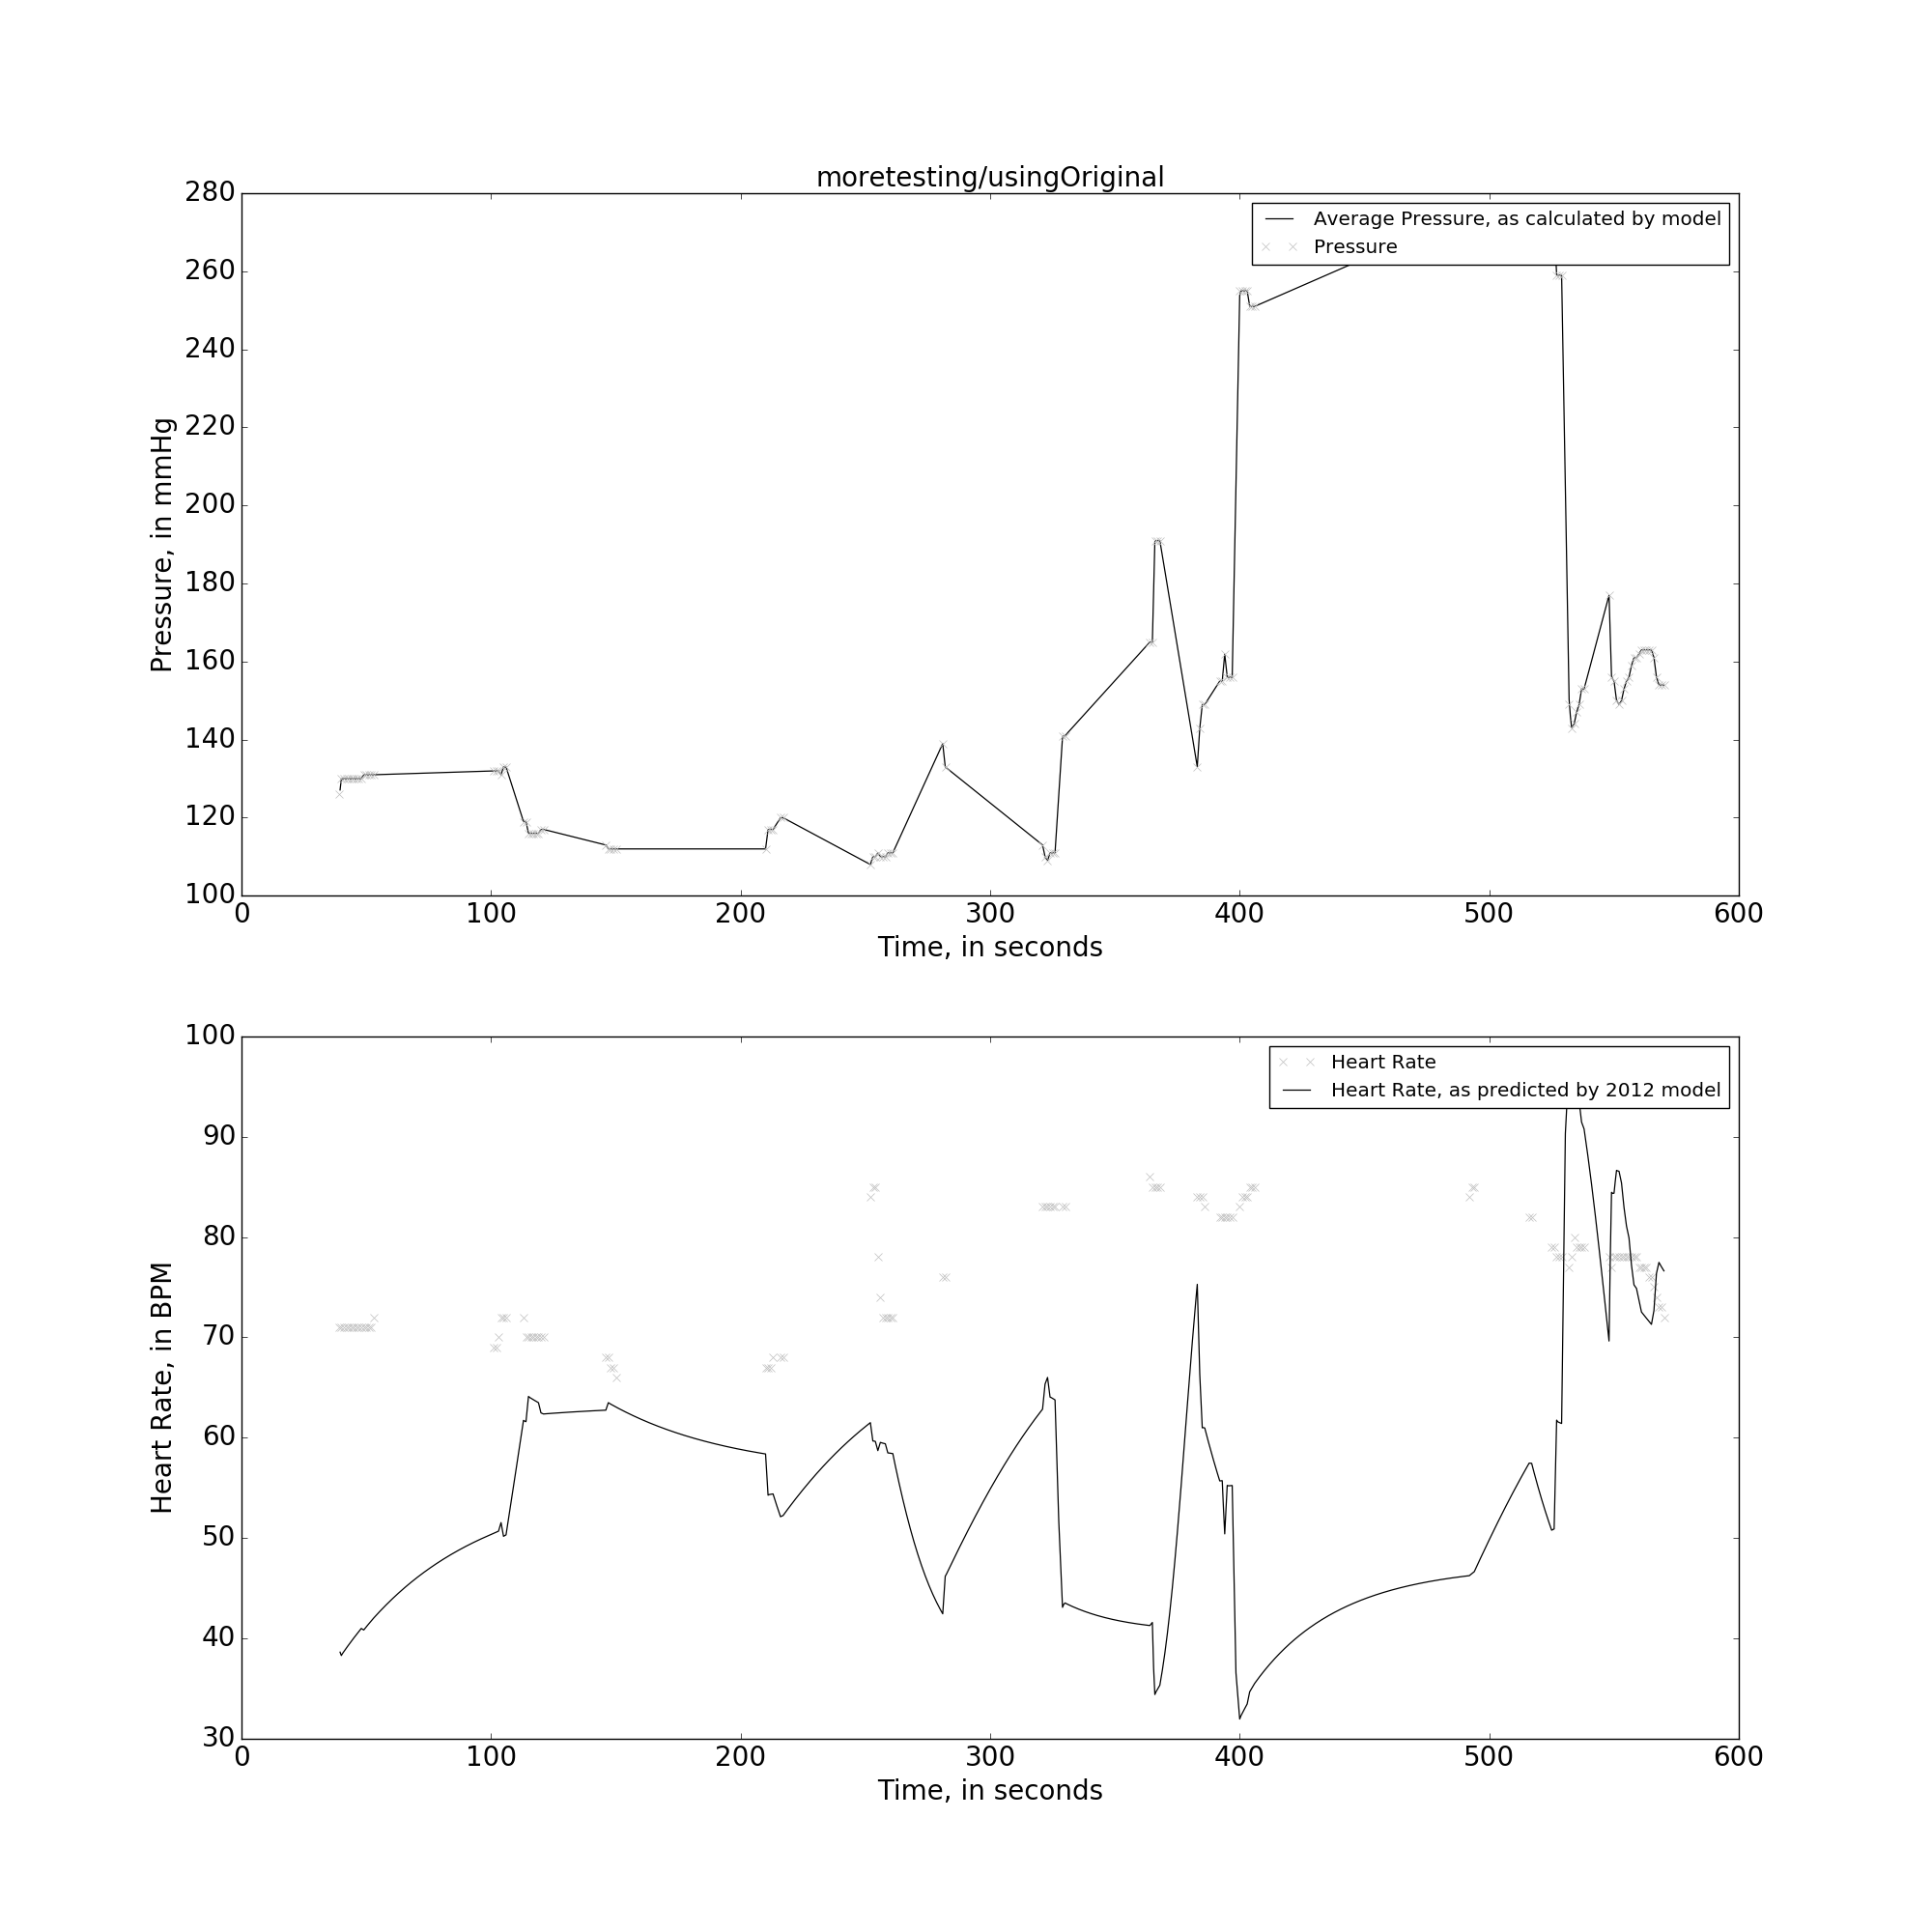 moretesting/usingOriginal
280
260
240
220
200
180
160
140
120
100
Pressure, in mmHg
Average Pressure, as calculated by model
Pressure
0 100 200 300 400 500 600
Time, in seconds
100
90
80
70
60
50
40
30
Heart Rate, in BPM
Heart Rate
Heart Rate, as predicted by 2012 model
0 100 200 300 400 500 600
Time, in seconds